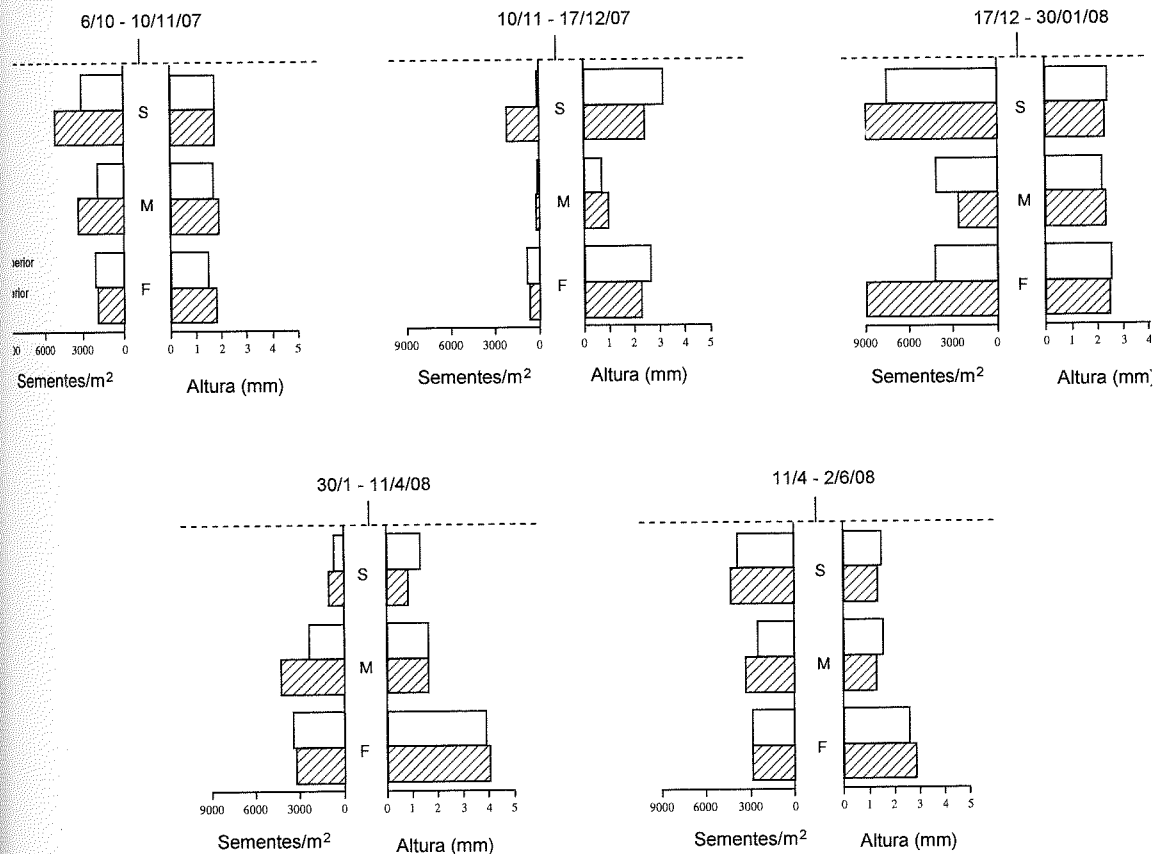 6/10 - 10/11/07
S
M
F
6000 3000 0
0 1 2 3 4 5
Sementes/m²
Altura (mm)
10/11 - 17/12/07
S
M
F
9000 6000 3000 0
0 1 2 3 4 5
Sementes/m²
Altura (mm)
17/12 - 30/01/08
S
M
F
9000 6000 3000 0
0 1 2 3 4
Sementes/m²
Altura (mm)
30/1 - 11/4/08
S
M
F
9000 6000 3000 0
0 1 2 3 4 5
Sementes/m²
Altura (mm)
11/4 - 2/6/08
S
M
F
9000 6000 3000 0
0 1 2 3 4 5
Sementes/m²
Altura (mm)